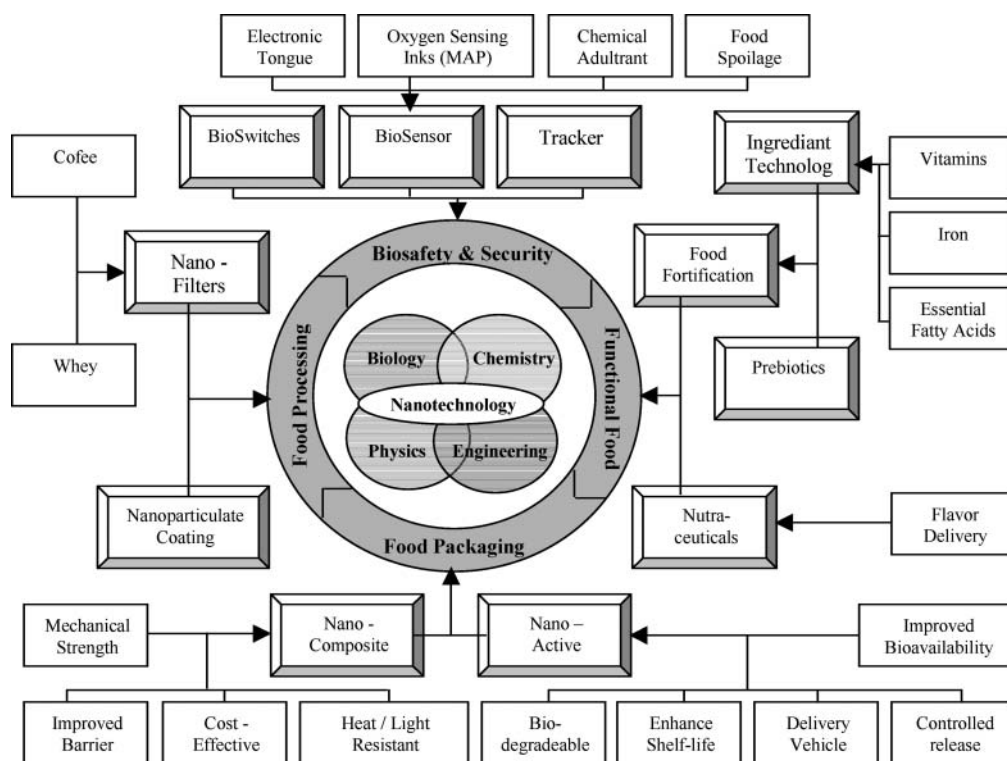 Electronic
Tongue
Oxygen Sensing
Inks (MAP)
Chemical
Adultrant
Food
Spoilage
BioSwitches
BioSensor
Tracker
Ingrediant
Technolog
Cofee
Vitamins
Nano -
Filters
Biosafety & Security
Food
Fortification
Iron
Whey
Biology
Chemistry
Nanotechnology
Physics
Engineering
Food Processing
Functional Food
Prebiotics
Essential
Fatty Acids
Nanoparticulate
Coating
Food Packaging
Nutra-
ceuticals
Flavor
Delivery
Mechanical
Strength
Nano -
Composite
Nano –
Active
Improved
Bioavailability
Improved
Barrier
Cost -
Effective
Heat / Light
Resistant
Bio-
degradeable
Enhance
Shelf-life
Delivery
Vehicle
Controlled
release